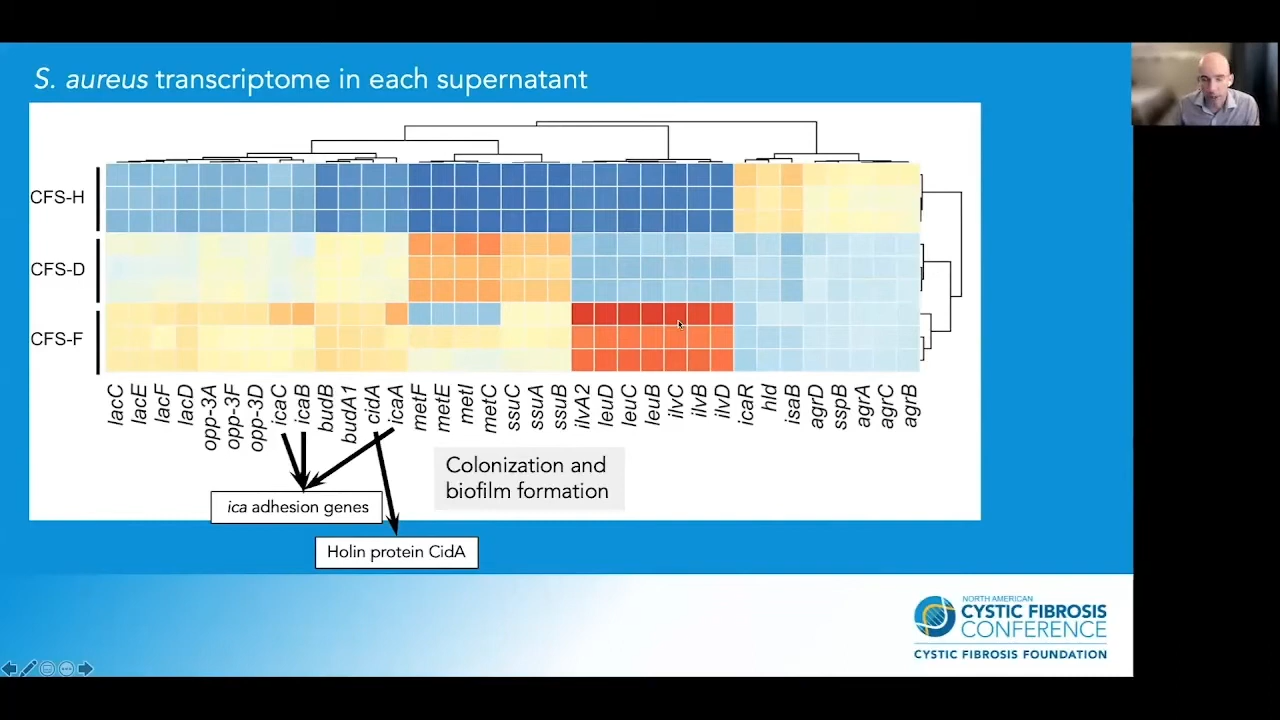 S. aureus transcriptome in each supernatant
CFS-H
CFS-D
CFS-F
lacC
lacE
lacF
lacD
opp-3A
opp-3F
opp-3D
icaC
icaB
budB
budA1
cidA
icaA
metF
metE
metI
metC
ssuC
ssuA
ssuB
ilvA2
leuD
leuC
leuB
ilvC
ilvB
ilvD
icaR
hld
isaB
agrD
sspB
agrA
agrC
agrB
Colonization and
biofilm formation
ica adhesion genes
Holin protein CidA
NORTH AMERICAN
CYSTIC FIBROSIS
CONFERENCE
CYSTIC FIBROSIS FOUNDATION